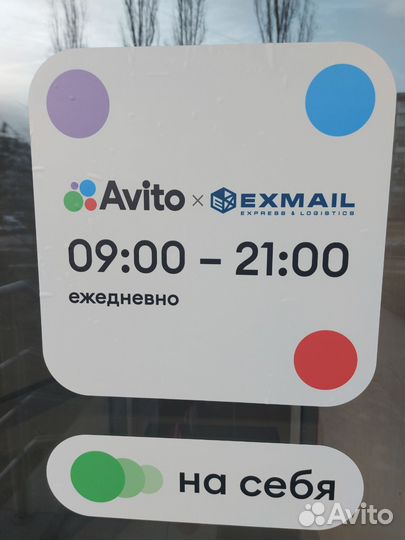 Avito × EXMAIL
EXPRESS & LOGISTICS
09:00 – 21:00
ежедневно
на себя
Avito